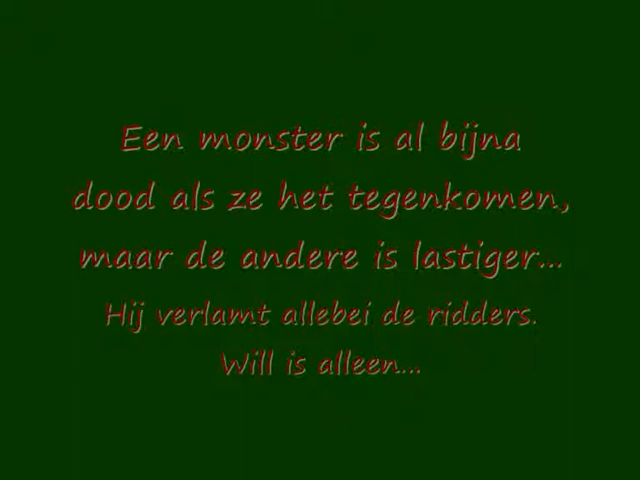 Een monster is al bijna
dood als ze het tegenkomen,
maar de andere is lastiger...
Hij verlamt allebei de ridders.
Will is alleen...